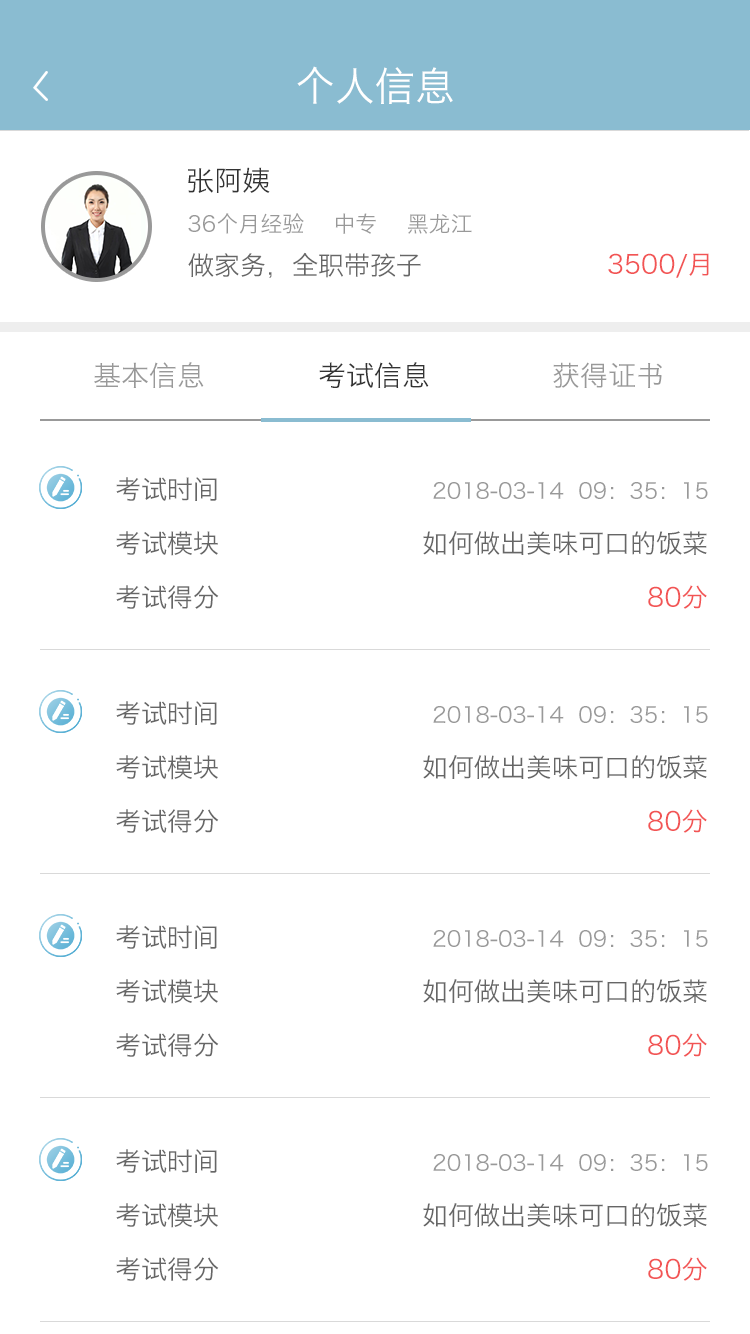 个人信息
张阿姨
36个月经验 中专 黑龙江
做家务，全职带孩子 3500/月
基本信息 考试信息 获得证书
考试时间 2018-03-14 09：35：15
考试模块 如何做出美味可口的饭菜
考试得分 80分
考试时间 2018-03-14 09：35：15
考试模块 如何做出美味可口的饭菜
考试得分 80分
考试时间 2018-03-14 09：35：15
考试模块 如何做出美味可口的饭菜
考试得分 80分
考试时间 2018-03-14 09：35：15
考试模块 如何做出美味可口的饭菜
考试得分 80分